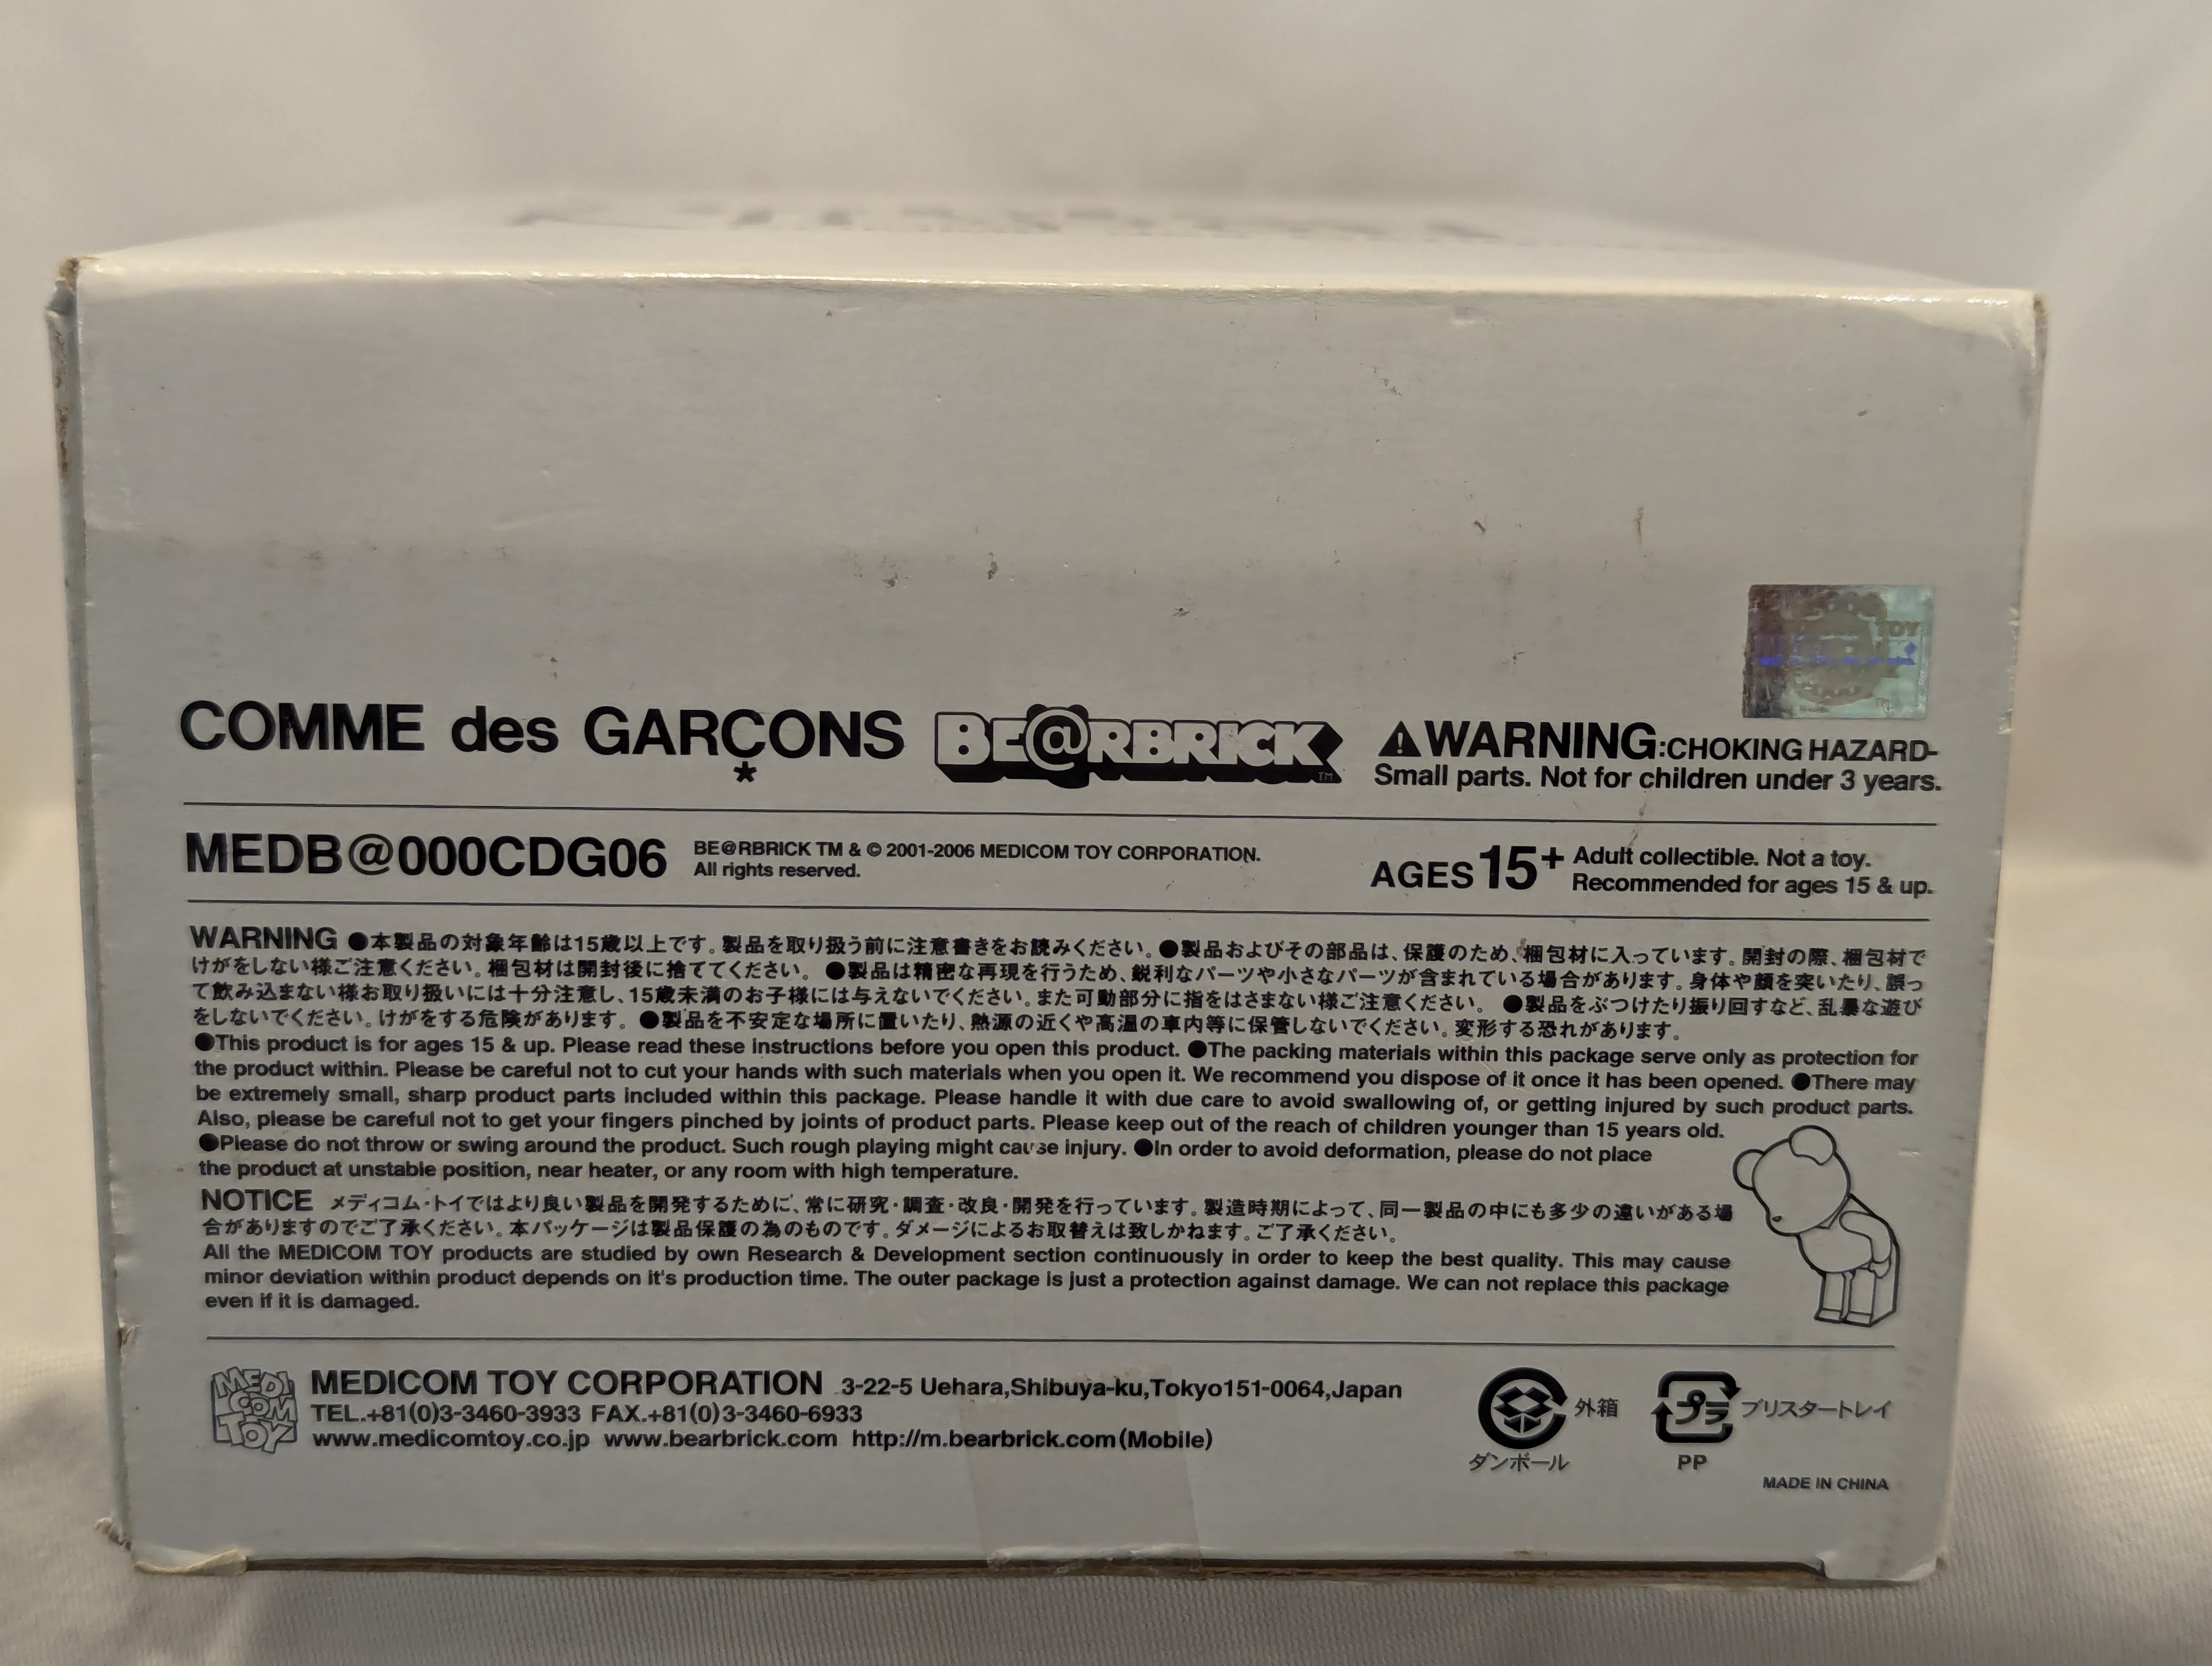 COMME des GARÇONS BE@RBRICK TM
*
⚠WARNING:CHOKING HAZARD-
Small parts. Not for children under 3 years.
TOY
MEDB@000CDG06
BE@RBRICK TM & © 2001-2006 MEDICOM TOY CORPORATION.
All rights reserved.
AGES 15+ Adult collectible. Not a toy.
Recommended for ages 15 & up.
WARNING ●本製品の対象年齢は15歳以上です。製品を取り扱う前に注意書きをお読みください。●製品およびその部品は、保護のため、梱包材に入っています。開封の際、梱包材で
けがをしない様ご注意ください。梱包材は開封後に捨ててください。 ●製品は精密な再現を行うため、鋭利なパーツや小さなパーツが含まれている場合があります。身体や顔を突いたり、誤っ
て飲み込まない様お取り扱いには十分注意し、15歳未満のお子様には与えないでください。また可動部分に指をはさまない様ご注意ください。 ●製品をぶつけたり振り回すなど、乱暴な遊び
をしないでください。けがをする危険があります。 ●製品を不安定な場所に置いたり、熱源の近くや高温の車内等に保管しないでください。変形する恐れがあります。
●This product is for ages 15 & up. Please read these instructions before you open this product. ●The packing materials within this package serve only as protection for
the product within. Please be careful not to cut your hands with such materials when you open it. We recommend you dispose of it once it has been opened. ●There may
be extremely small, sharp product parts included within this package. Please handle it with due care to avoid swallowing of, or getting injured by such product parts.
Also, please be careful not to get your fingers pinched by joints of product parts. Please keep out of the reach of children younger than 15 years old.
●Please do not throw or swing around the product. Such rough playing might cause injury. ●In order to avoid deformation, please do not place
the product at unstable position, near heater, or any room with high temperature.
NOTICE メディコム・トイではより良い製品を開発するために、常に研究・調査・改良・開発を行っています。製造時期によって、同一製品の中にも多少の違いがある場
合がありますのでご了承ください。本パッケージは製品保護の為のものです。ダメージによるお取替えは致しかねます。ご了承ください。
All the MEDICOM TOY products are studied by own Research & Development section continuously in order to keep the best quality. This may cause
minor deviation within product depends on it's production time. The outer package is just a protection against damage. We can not replace this package
even if it is damaged.
MEDI COM TOY
MEDICOM TOY CORPORATION 3-22-5 Uehara,Shibuya-ku,Tokyo151-0064,Japan
TEL.+81(0)3-3460-3933 FAX.+81(0)3-3460-6933
www.medicomtoy.co.jp www.bearbrick.com http://m.bearbrick.com(Mobile)
外箱
ダンボール
プラ ブリスタートレイ
PP
MADE IN CHINA